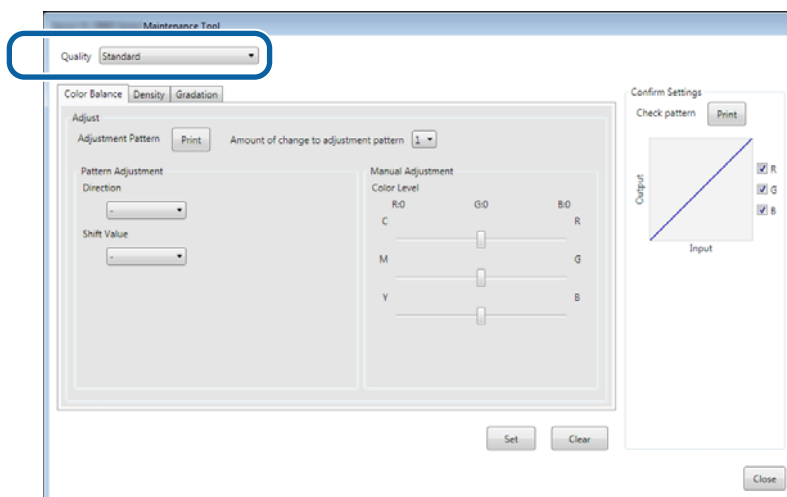 Maintenance Tool
Quality Standard
Color Balance Density Gradation
Adjust
Adjustment Pattern Print Amount of change to adjustment pattern 1
Pattern Adjustment
Direction
-
Shift Value
-
Manual Adjustment
Color Level
R:0 G:0 B:0
C R
M G
Y B
Set Clear
Confirm Settings
Check pattern Print
Output
Input
R
G
B
Close